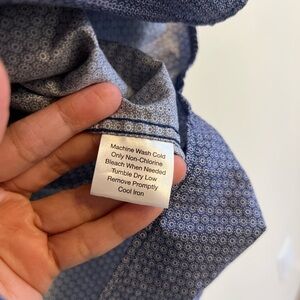 Machine Wash Cold
Only Non-Chlorine
Bleach When Needed
Tumble Dry Low
Remove Promptly
Cool Iron